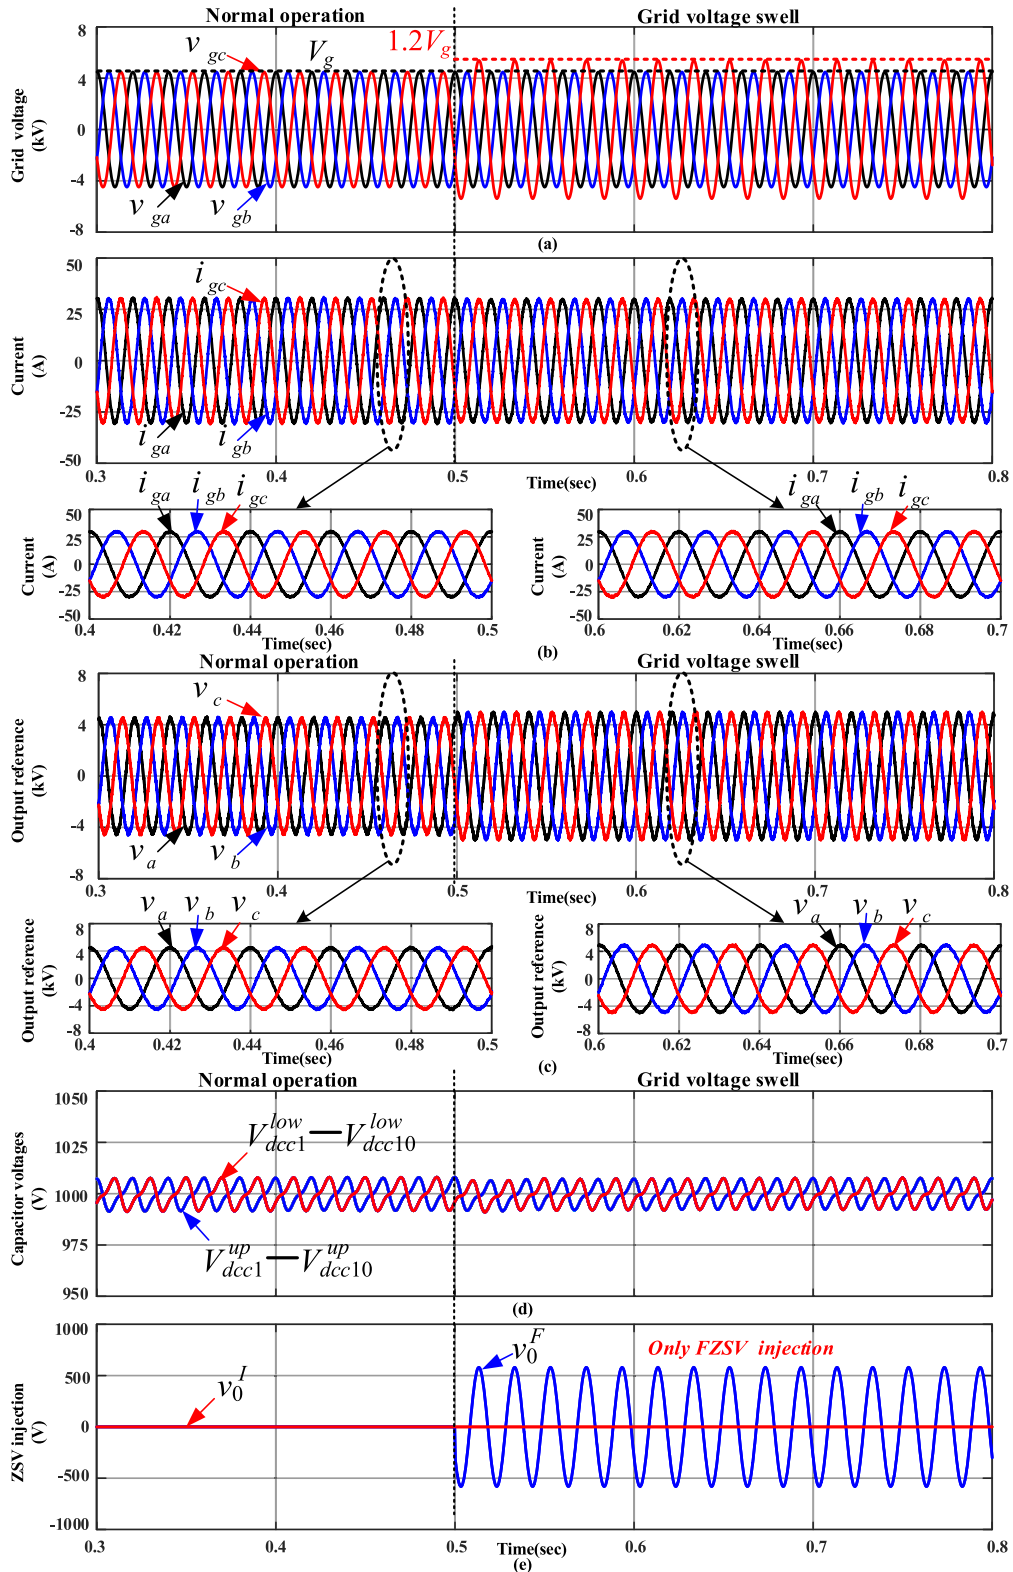 Normal operation Grid voltage swell
8
4
0
-4
-8
Grid voltage
(kV)
v gc
V g
1.2V g
v ga
v gb
(a)
50
25
0
-25
-50
Current
(A)
i gc
i ga
i gb
0.3 0.4 0.5 0.6 0.7 0.8
Time(sec)
i ga i gb i gc
50
25
0
-25
-50
Current
(A)
0.4 0.42 0.44 0.46 0.48 0.5
Time(sec)
i ga i gb i gc
50
25
0
-25
-50
Current
(A)
0.6 0.62 0.64 0.66 0.68 0.7
Time(sec)
(b)
Normal operation Grid voltage swell
8
4
0
-4
-8
Output reference
(kV)
v c
v a
v b
0.3 0.4 0.5 0.6 0.7 0.8
Time(sec)
v a v b v c
8
4
0
-4
-8
Output reference
(kV)
0.4 0.42 0.44 0.46 0.48 0.5
Time(sec)
v a v b v c
8
4
0
-4
-8
Output reference
(kV)
0.6 0.62 0.64 0.66 0.68 0.7
Time(sec)
(c)
Normal operation Grid voltage swell
1050
1025
1000
975
950
Capacitor voltages
(V)
V low dcc1 — V low dcc10
V up dcc1 — V up dcc10
(d)
1000
500
0
-500
-1000
ZSV injection
(V)
v 0 I
v 0 F
Only FZSV injection
0.3 0.4 0.5 0.6 0.7 0.8
Time(sec)
(e)